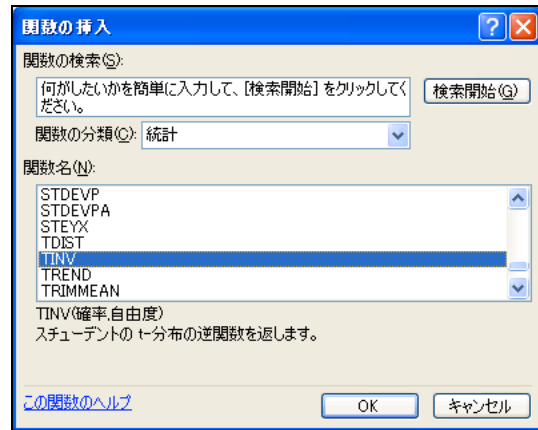 関数の挿入
関数の検索(S):
何がしたいかを簡単に入力して、[検索開始] をクリックしてく
ださい。
検索開始(G)
関数の分類(C): 統計
関数名(N):
STDEVP
STDEVPA
STEYX
TDIST
TINV
TREND
TRIMMEAN
TINV(確率,自由度)
スチューデントの t-分布の逆関数を返します。
この関数のヘルプ
OK
キャンセル